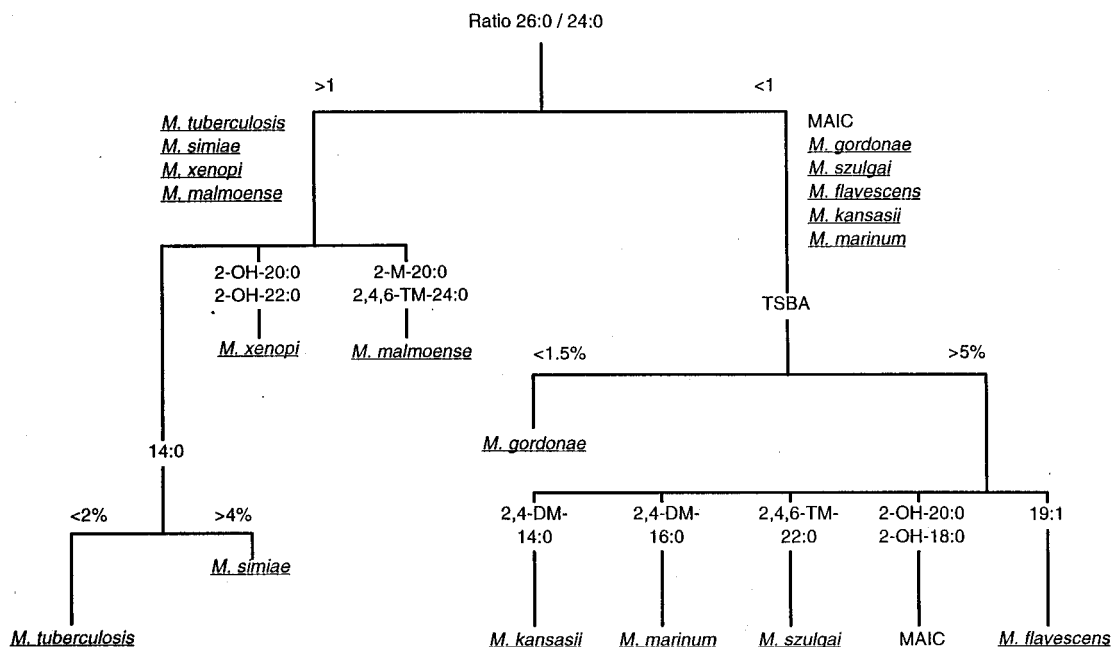 Ratio 26:0 / 24:0
>1
<1
M. tuberculosis
M. simiae
M. xenopi
M. malmoense
MAIC
M. gordonae
M. szulgai
M. flavescens
M. kansasii
M. marinum
2-OH-20:0
2-OH-22:0
M. xenopi
2-M-20:0
2,4,6-TM-24:0
M. malmoense
TSBA
<1.5%
>5%
M. gordonae
14:0
<2%
>4%
M. simiae
M. tuberculosis
2,4-DM-
14:0
M. kansasii
2,4-DM-
16:0
M. marinum
2,4,6-TM-
22:0
M. szulgai
2-OH-20:0
2-OH-18:0
MAIC
19:1
M. flavescens